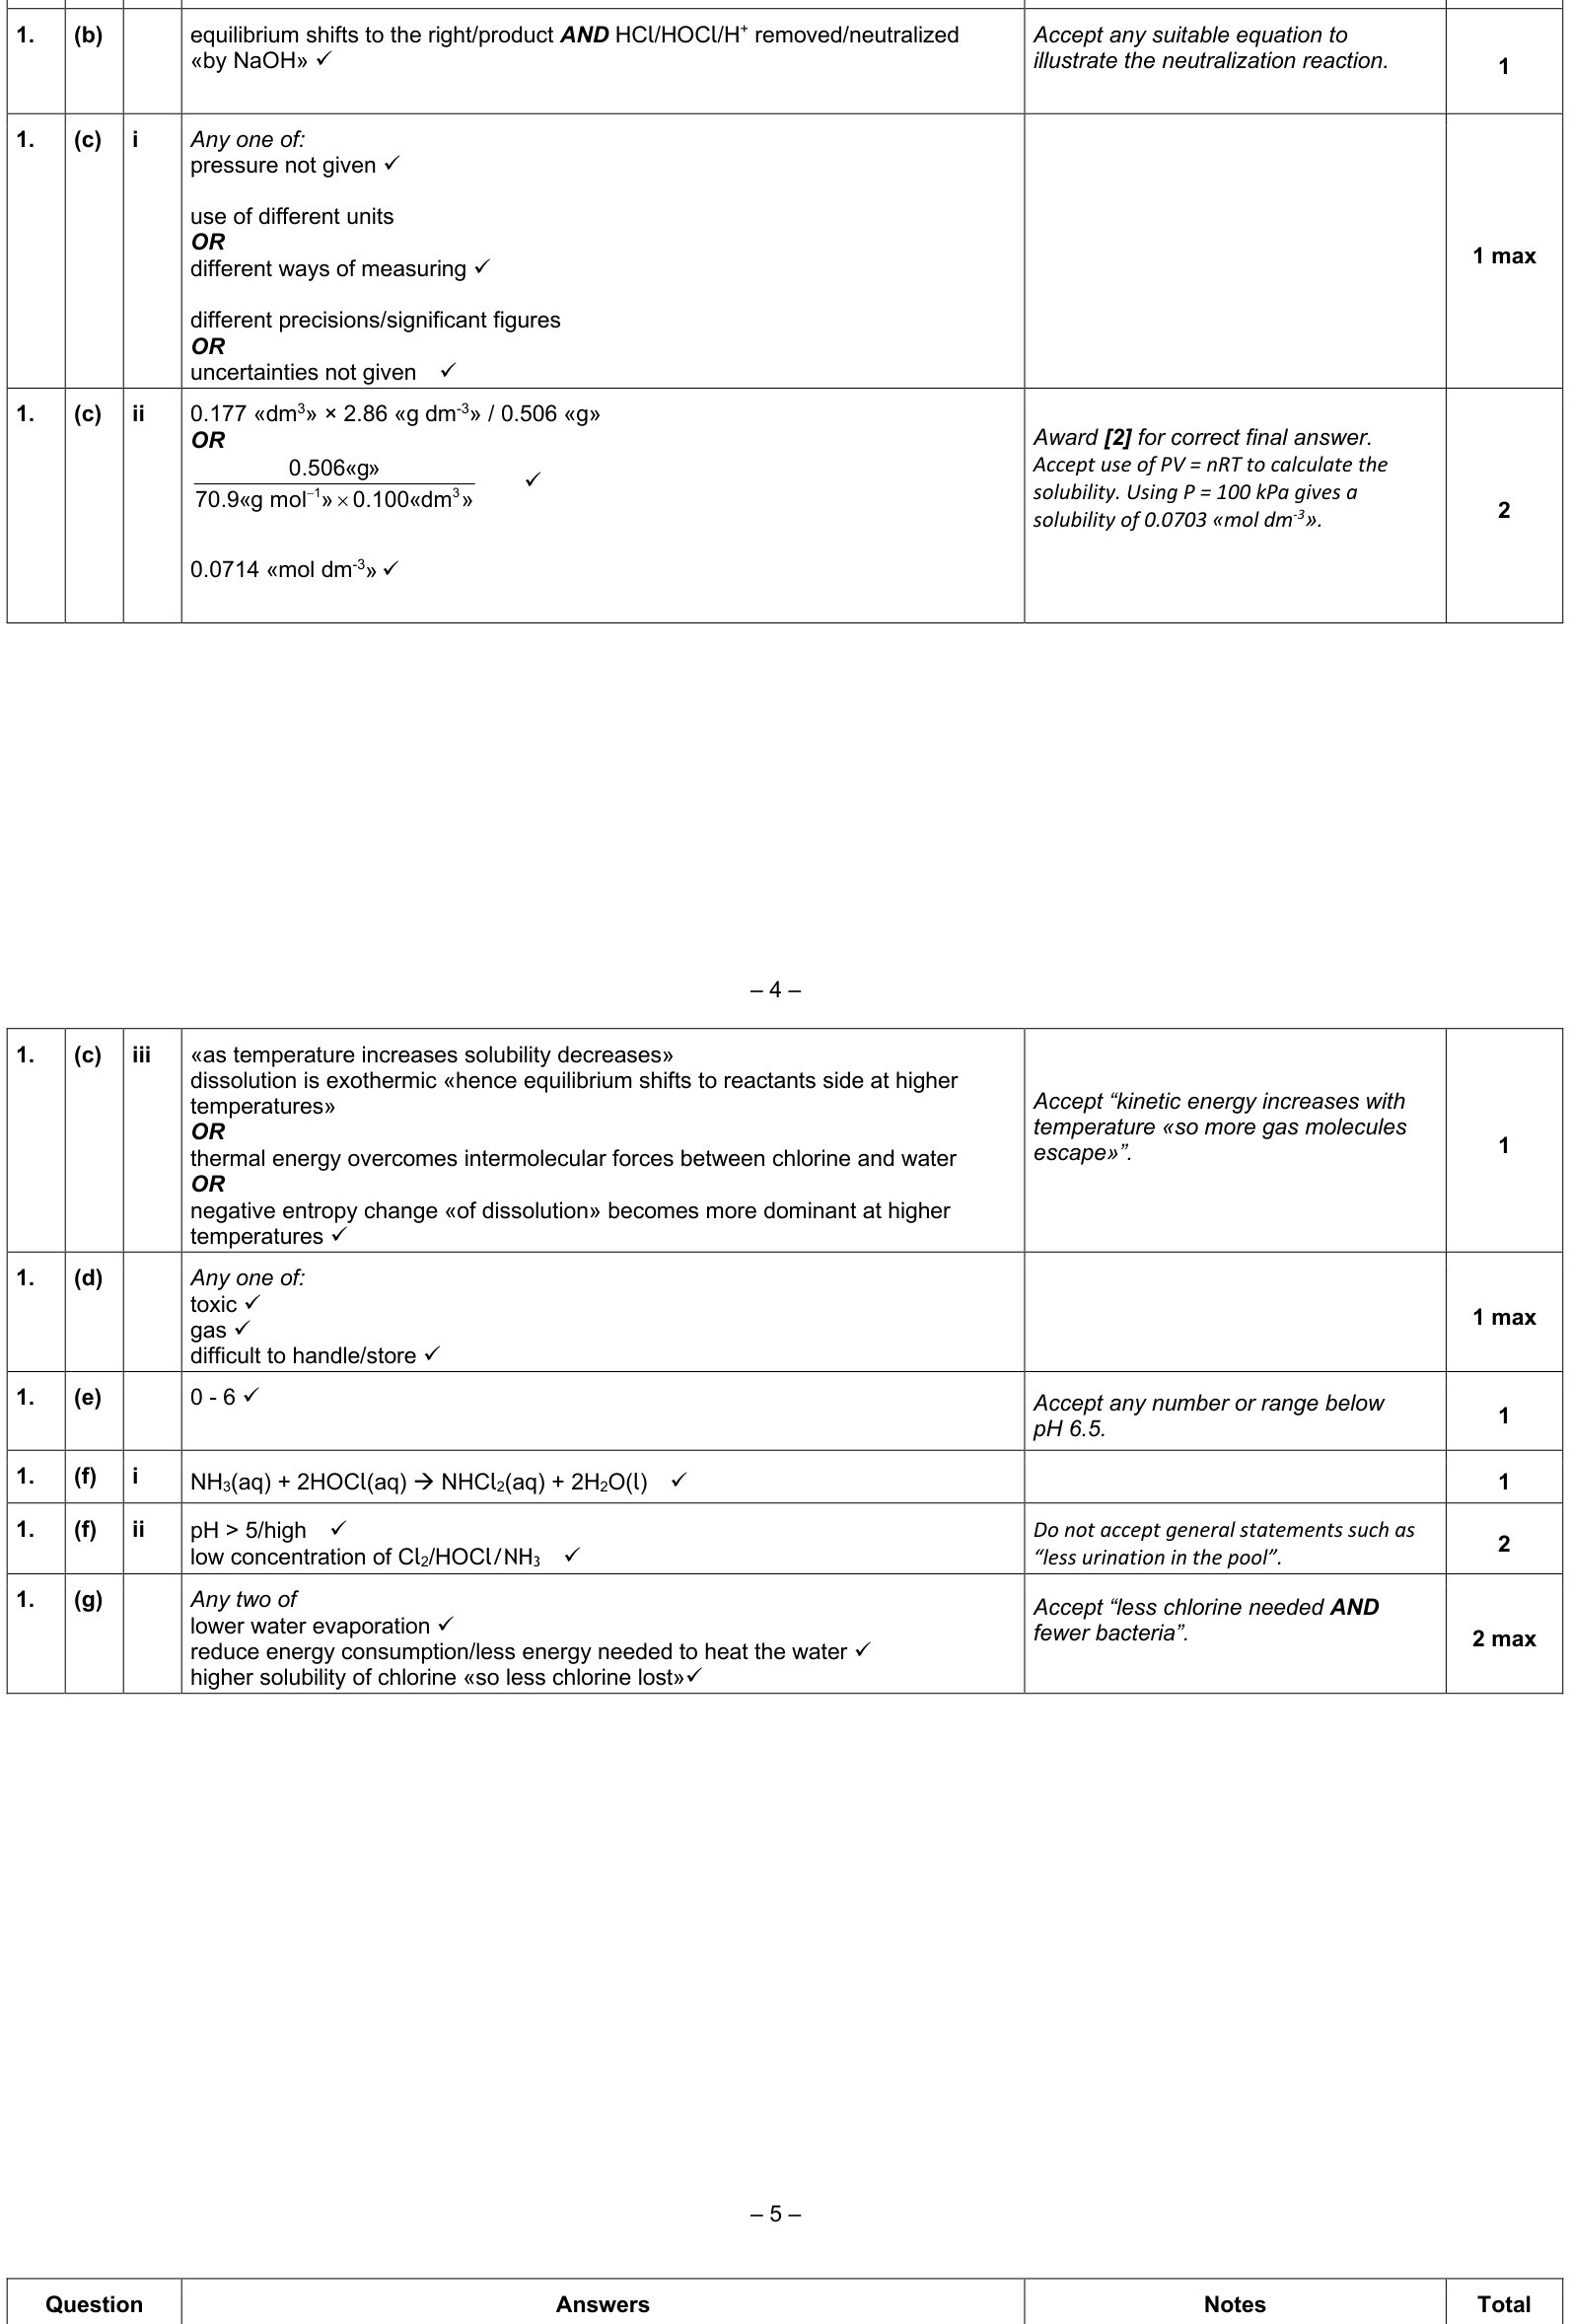 1. (b) equilibrium shifts to the right/product AND HCl/HOCl/H⁺ removed/neutralized
«by NaOH» ✓
Accept any suitable equation to
illustrate the neutralization reaction.
1
1. (c) i Any one of:
pressure not given ✓
use of different units
OR
different ways of measuring ✓
different precisions/significant figures
OR
uncertainties not given ✓
1 max
1. (c) ii 0.177 «dm³» × 2.86 «g dm⁻³» / 0.506 «g»
OR
0.506«g»
70.9«g mol⁻¹» × 0.100«dm³» ✓
0.0714 «mol dm⁻³» ✓
Award [2] for correct final answer.
Accept use of PV = nRT to calculate the
solubility. Using P = 100 kPa gives a
solubility of 0.0703 «mol dm⁻³».
2
– 4 –
1. (c) iii «as temperature increases solubility decreases»
dissolution is exothermic «hence equilibrium shifts to reactants side at higher
temperatures»
OR
thermal energy overcomes intermolecular forces between chlorine and water
OR
negative entropy change «of dissolution» becomes more dominant at higher
temperatures ✓
Accept “kinetic energy increases with
temperature «so more gas molecules
escape»”.
1
1. (d) Any one of:
toxic ✓
gas ✓
difficult to handle/store ✓
1 max
1. (e) 0 - 6 ✓
Accept any number or range below
pH 6.5.
1
1. (f) i NH₃(aq) + 2HOCl(aq) → NHCl₂(aq) + 2H₂O(l) ✓
1
1. (f) ii pH > 5/high ✓
low concentration of Cl₂/HOCl/NH₃ ✓
Do not accept general statements such as
“less urination in the pool”.
2
1. (g) Any two of
lower water evaporation ✓
reduce energy consumption/less energy needed to heat the water ✓
higher solubility of chlorine «so less chlorine lost»✓
Accept “less chlorine needed AND
fewer bacteria”.
2 max
– 5 –
Question Answers Notes Total